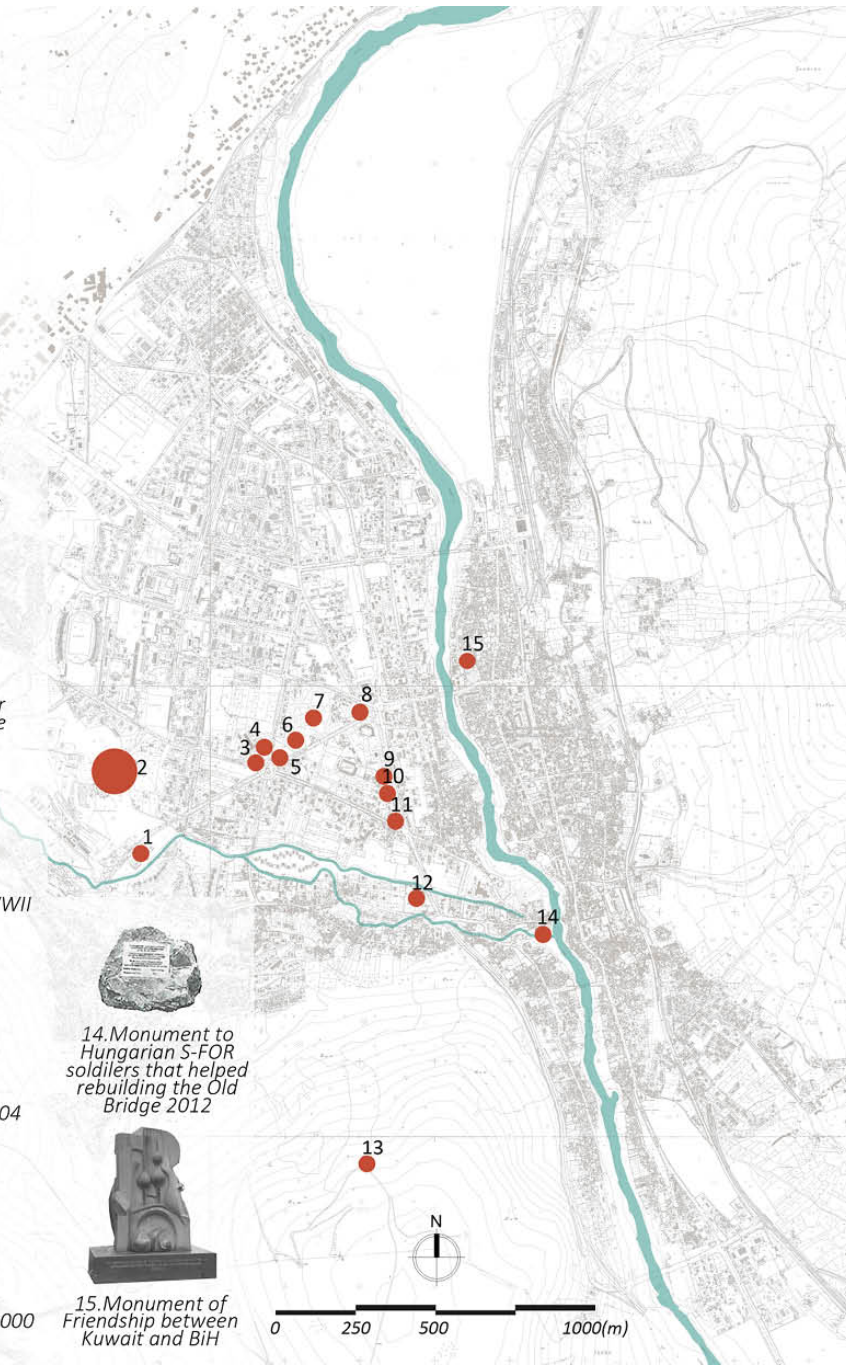 15
7
8
r
4
6
e
3
5
2
9
10
11
1
12
WII
14
14.Monument to
Hungarian S-FOR
soldilers that helped
rebuilding the Old
Bridge 2012
04
13
N
15.Monument of
Friendship between
Kuwait and BiH
000
0
250
500
1000(m)